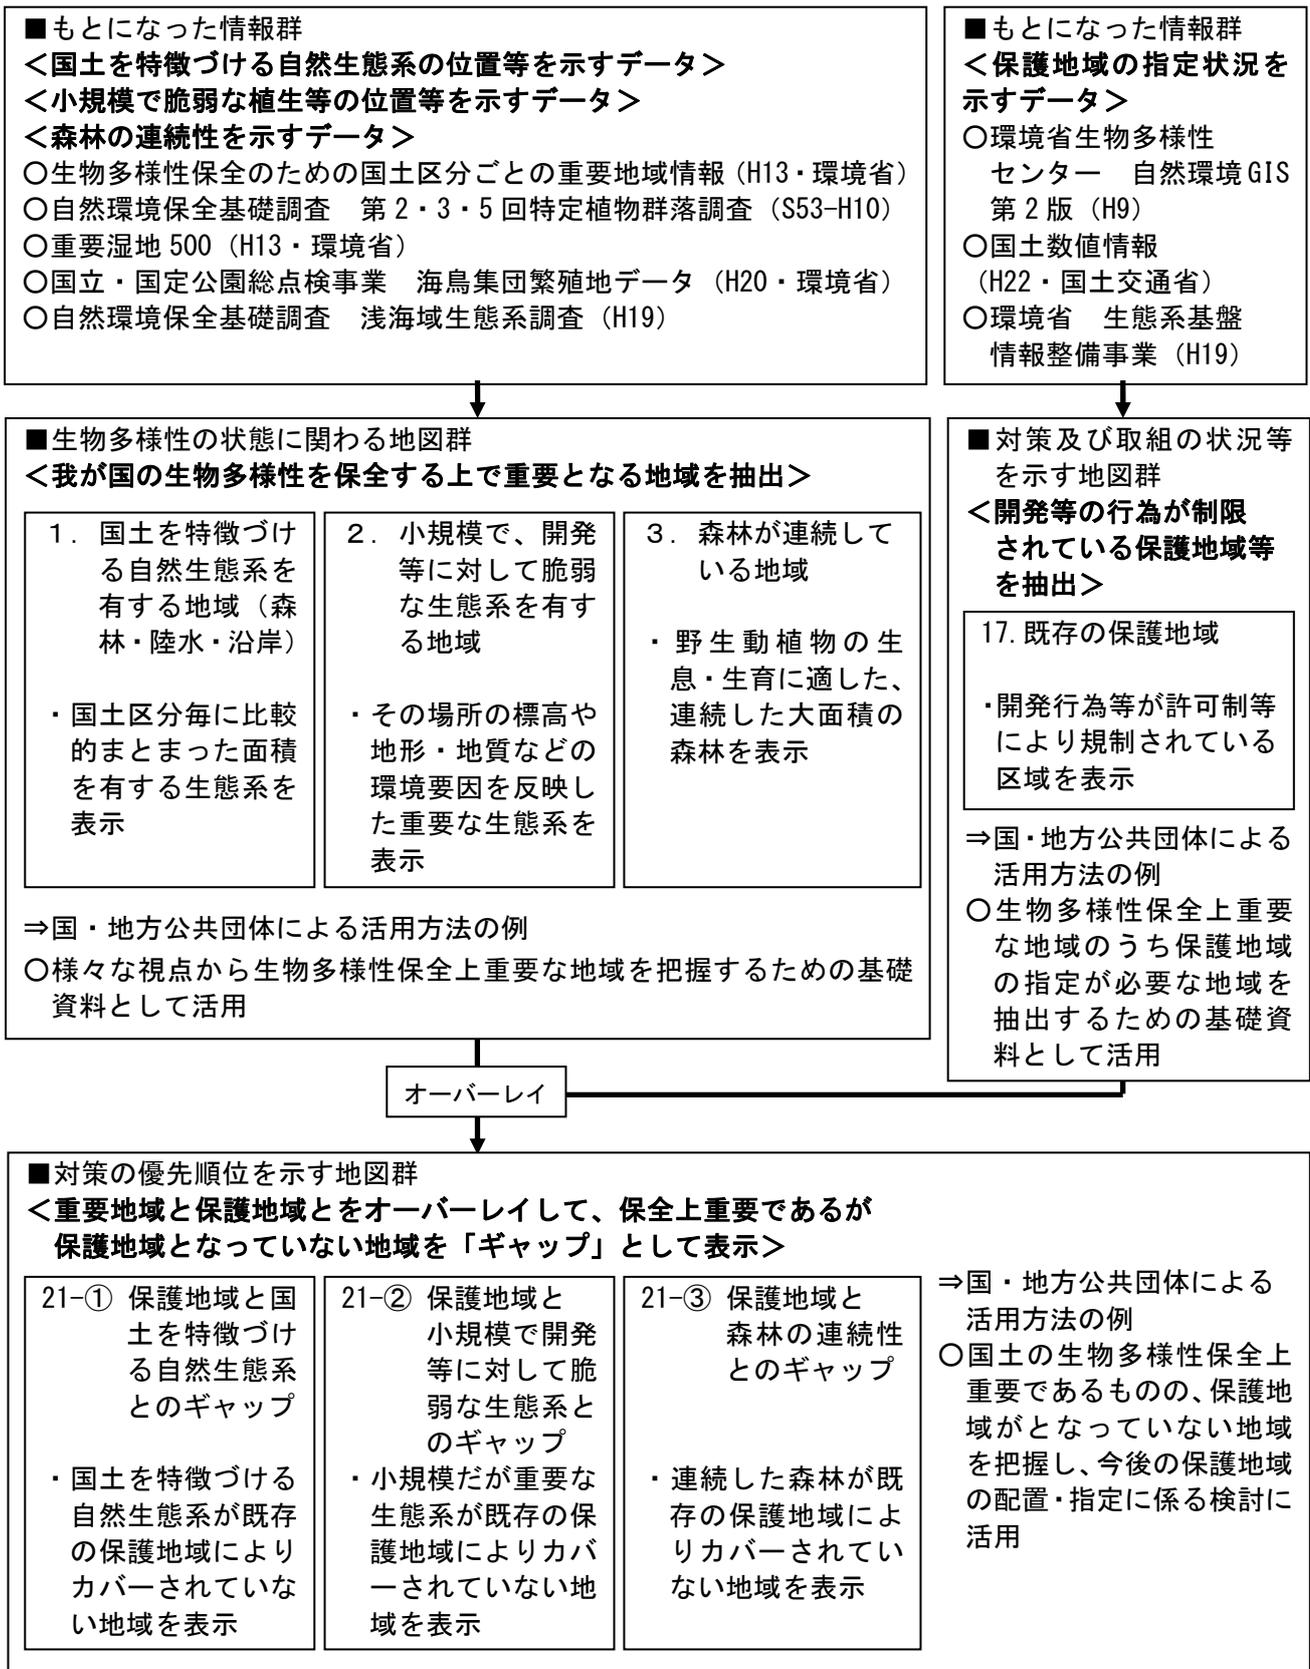 ■もとになった情報群
＜国土を特徴づける自然生態系の位置等を示すデータ＞
＜小規模で脆弱な植生等の位置等を示すデータ＞
＜森林の連続性を示すデータ＞
○生物多様性保全のための国土区分ごとの重要地域情報（H13・環境省）
○自然環境保全基礎調査　第2・3・5回特定植物群落調査（S53-H10）
○重要湿地500（H13・環境省）
○国立・国定公園総点検事業　海鳥集団繁殖地データ（H20・環境省）
○自然環境保全基礎調査　浅海域生態系調査（H19）
■もとになった情報群
＜保護地域の指定状況を
示すデータ＞
○環境省生物多様性
センター　自然環境GIS
第2版（H9）
○国土数値情報
（H22・国土交通省）
○環境省　生態系基盤
情報整備事業（H19）
■生物多様性の状態に関わる地図群
＜我が国の生物多様性を保全する上で重要となる地域を抽出＞
１．国土を特徴づけ
る自然生態系を
有する地域（森
林・陸水・沿岸）
・国土区分毎に比較
的まとまった面積
を有する生態系を
表示
２．小規模で、開発
等に対して脆弱
な生態系を有す
る地域
・その場所の標高や
地形・地質などの
環境要因を反映し
た重要な生態系を
表示
３．森林が連続して
いる地域
・野生動植物の生
息・生育に適した、
連続した大面積の
森林を表示
⇒国・地方公共団体による活用方法の例
○様々な視点から生物多様性保全上重要な地域を把握するための基礎
資料として活用
■対策及び取組の状況等
を示す地図群
＜開発等の行為が制限
されている保護地域等
を抽出＞
17.既存の保護地域
・開発行為等が許可制等
により規制されている
区域を表示
⇒国・地方公共団体による
活用方法の例
○生物多様性保全上重要
な地域のうち保護地域
の指定が必要な地域を
抽出するための基礎資
料として活用
オーバーレイ
■対策の優先順位を示す地図群
＜重要地域と保護地域とをオーバーレイして、保全上重要であるが
保護地域となっていない地域を「ギャップ」として表示＞
21-① 保護地域と国
土を特徴づけ
る自然生態系
とのギャップ
・国土を特徴づける
自然生態系が既存
の保護地域により
カバーされていな
い地域を表示
21-② 保護地域と
小規模で開発
等に対して脆
弱な生態系と
のギャップ
・小規模だが重要な
生態系が既存の保
護地域によりカバ
ーされていない地
域を表示
21-③ 保護地域と
森林の連続性
とのギャップ
・連続した森林が既
存の保護地域によ
りカバーされてい
ない地域を表示
⇒国・地方公共団体による
活用方法の例
○国土の生物多様性保全上
重要であるものの、保護地
域がとなっていない地域
を把握し、今後の保護地域
の配置・指定に係る検討に
活用